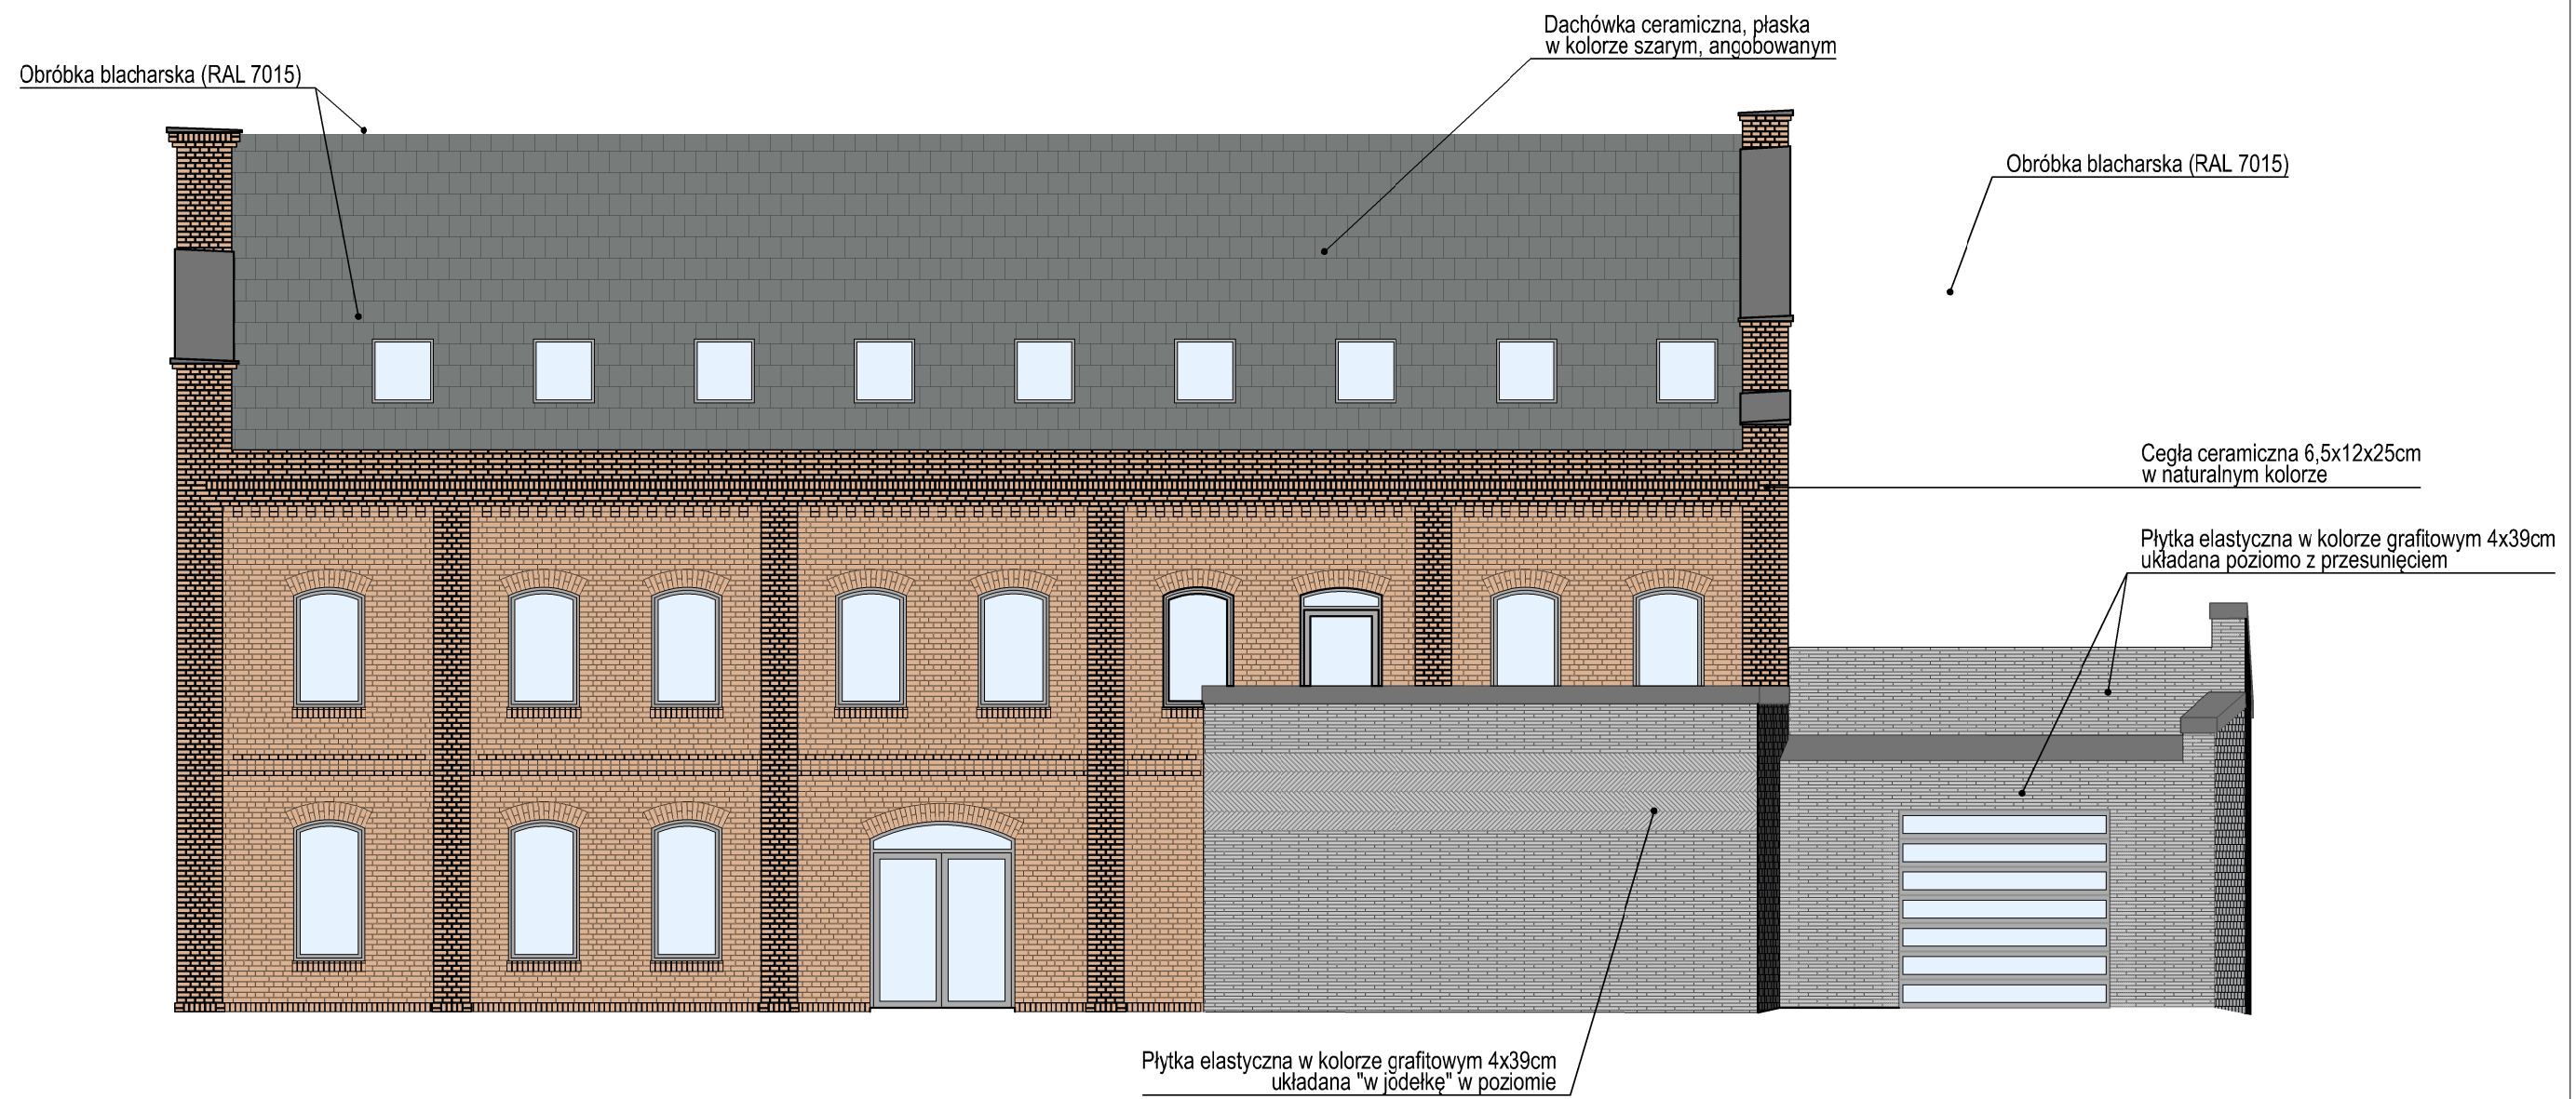 Dachówka ceramiczna, płaska
w kolorze szarym, angobowanym
Obróbka blacharska (RAL 7015)
Obróbka blacharska (RAL 7015)
Cegła ceramiczna 6,5x12x25cm
w naturalnym kolorze
Płytka elastyczna w kolorze grafitowym 4x39cm
układana poziomo z przesunięciem
Płytka elastyczna w kolorze grafitowym 4x39cm
układana "w jodełkę" w poziomie